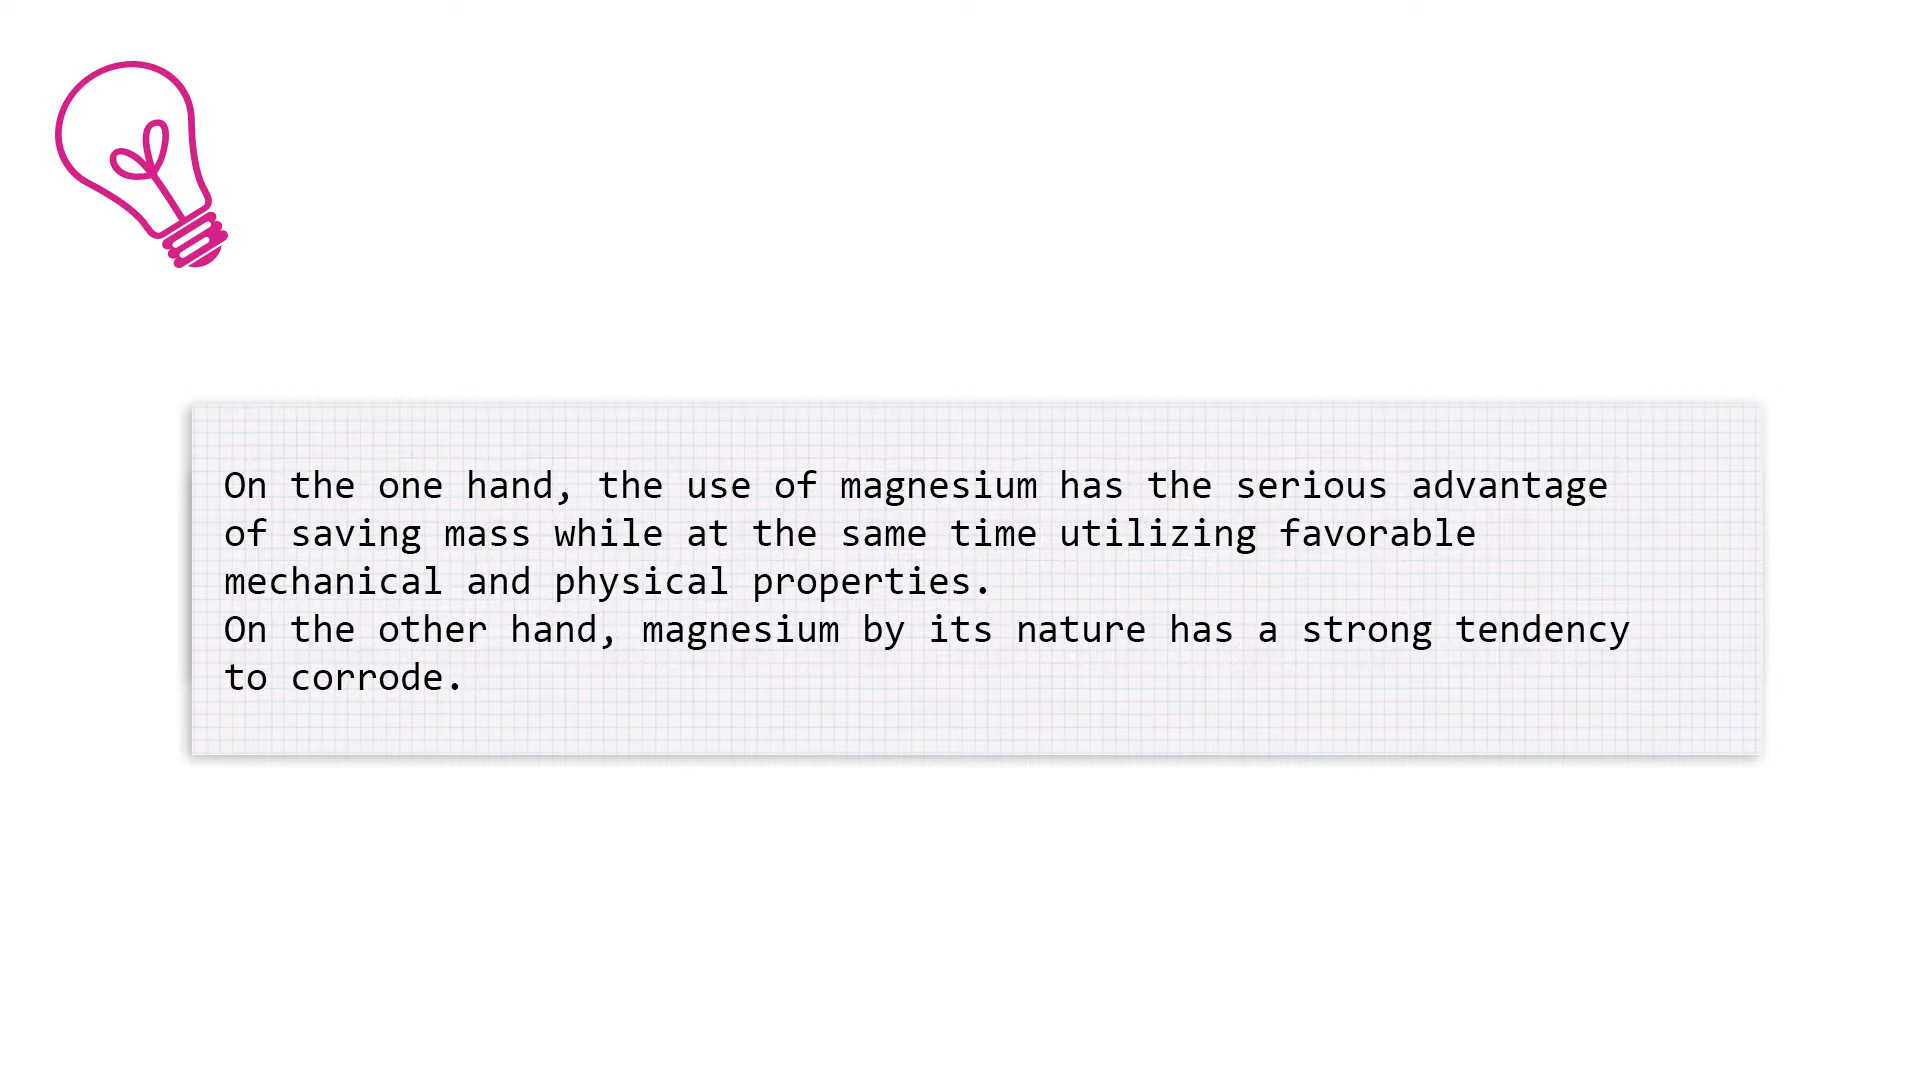 On the one hand, the use of magnesium has the serious advantage
of saving mass while at the same time utilizing favorable
mechanical and physical properties.
On the other hand, magnesium by its nature has a strong tendency
to corrode.